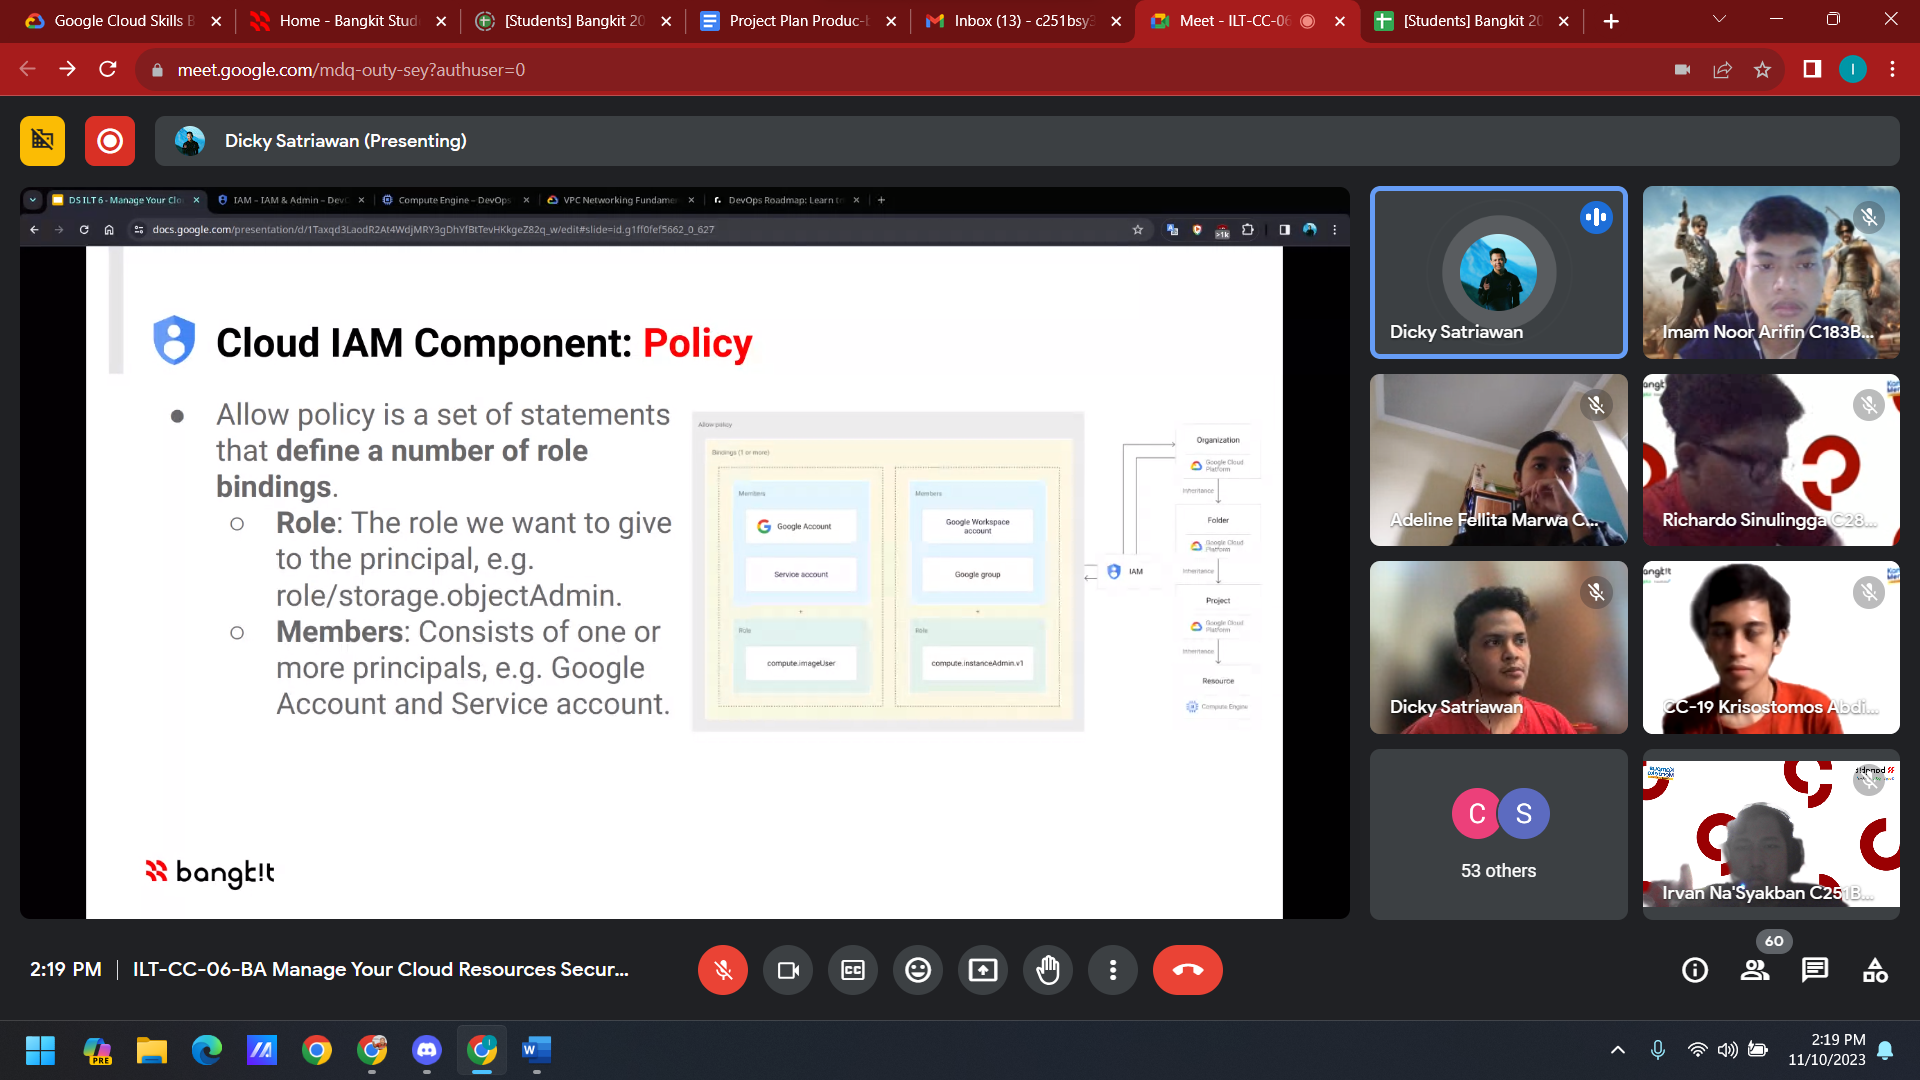 Google Cloud Skills B
Home - Bangkit Stud
[Students] Bangkit 20
Project Plan Produc-b
Inbox (13) - c251bsy3
Meet - ILT-CC-06
[Students] Bangkit 20
meet.google.com/mdq-outy-sey?authuser=0
I
Dicky Satriawan (Presenting)
DS ILT 6 - Manage Your Clo
IAM – IAM & Admin – DevO
Compute Engine – DevOps
VPC Networking Fundame
DevOps Roadmap: Learn to
docs.google.com/presentation/d/1Taxqd3LaodR2At4WdjMRY3gDhYfBtTevHKkgeZ82q_w/edit#slide=id.g1ff0fef5662_0_627
>1k
Cloud IAM Component: Policy
● Allow policy is a set of statements
that define a number of role
bindings.
○ Role: The role we want to give
to the principal, e.g.
role/storage.objectAdmin.
○ Members: Consists of one or
more principals, e.g. Google
Account and Service account.
Allow policy
Bindings (1 or more)
Members
Google Account
Service account
+
Role
compute.imageUser
Members
Google Workspace
account
Google group
+
Role
compute.instanceAdmin.v1
IAM
Organization
Google Cloud
Platform
Inheritance
Folder
Google Cloud
Platform
Inheritance
Project
Google Cloud
Platform
Inheritance
Resource
Compute Engine
bangk!t
Dicky Satriawan
Imam Noor Arifin C183B...
Adeline Fellita Marwa C...
Richardo Sinulingga C28...
Dicky Satriawan
CC-19 Krisostomos Abdi...
C
S
53 others
Irvan Na'Syakban C251B...
2:19 PM
ILT-CC-06-BA Manage Your Cloud Resources Secur...
CC
60
PRE
W
2:19 PM
11/10/2023